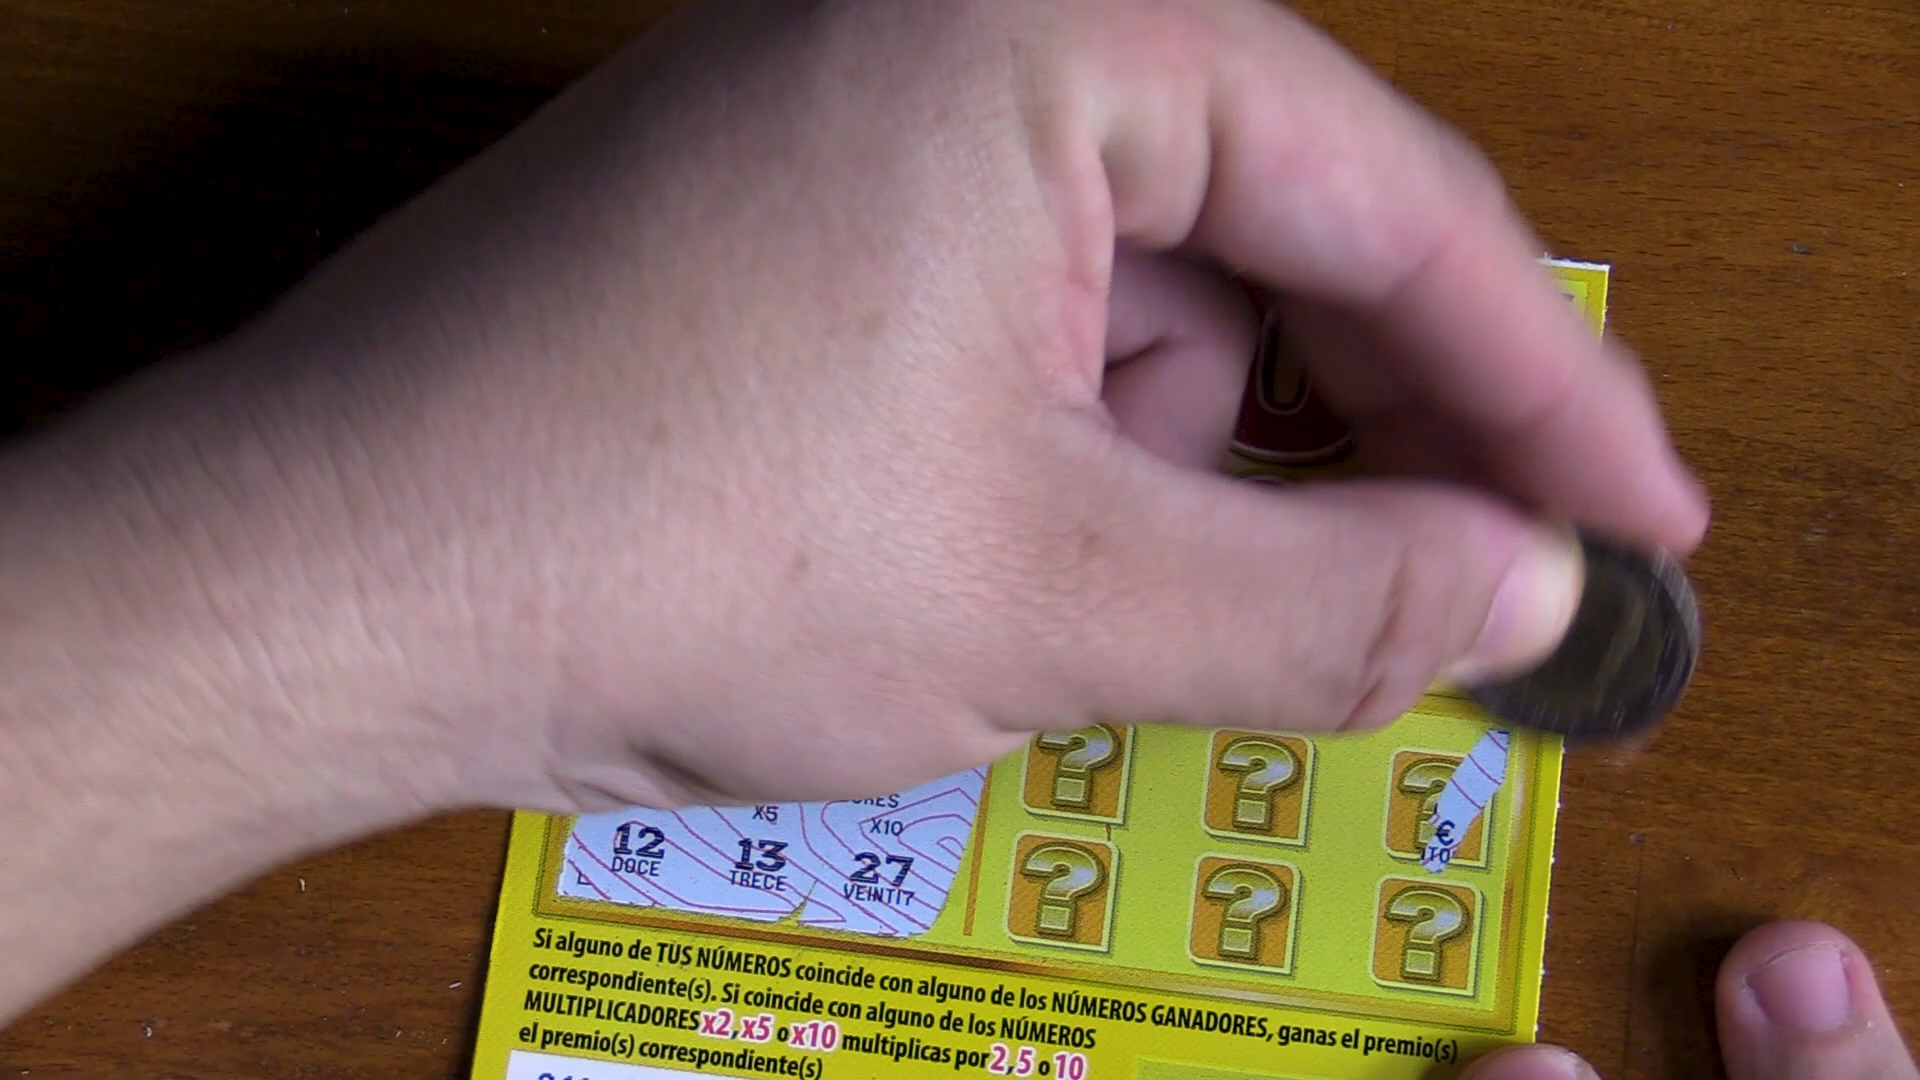 X5
X10
12 13 27
DOCE TRECE VEINTI7
€
Si alguno de TUS NÚMEROS coincide con alguno de los NÚMEROS GANADORES, ganas el premio(s)
correspondiente(s). Si coincide con alguno de los NÚMEROS
MULTIPLICADORES x2, x5 o x10 multiplicas por 2, 5 o 10
el premio(s) correspondiente(s)